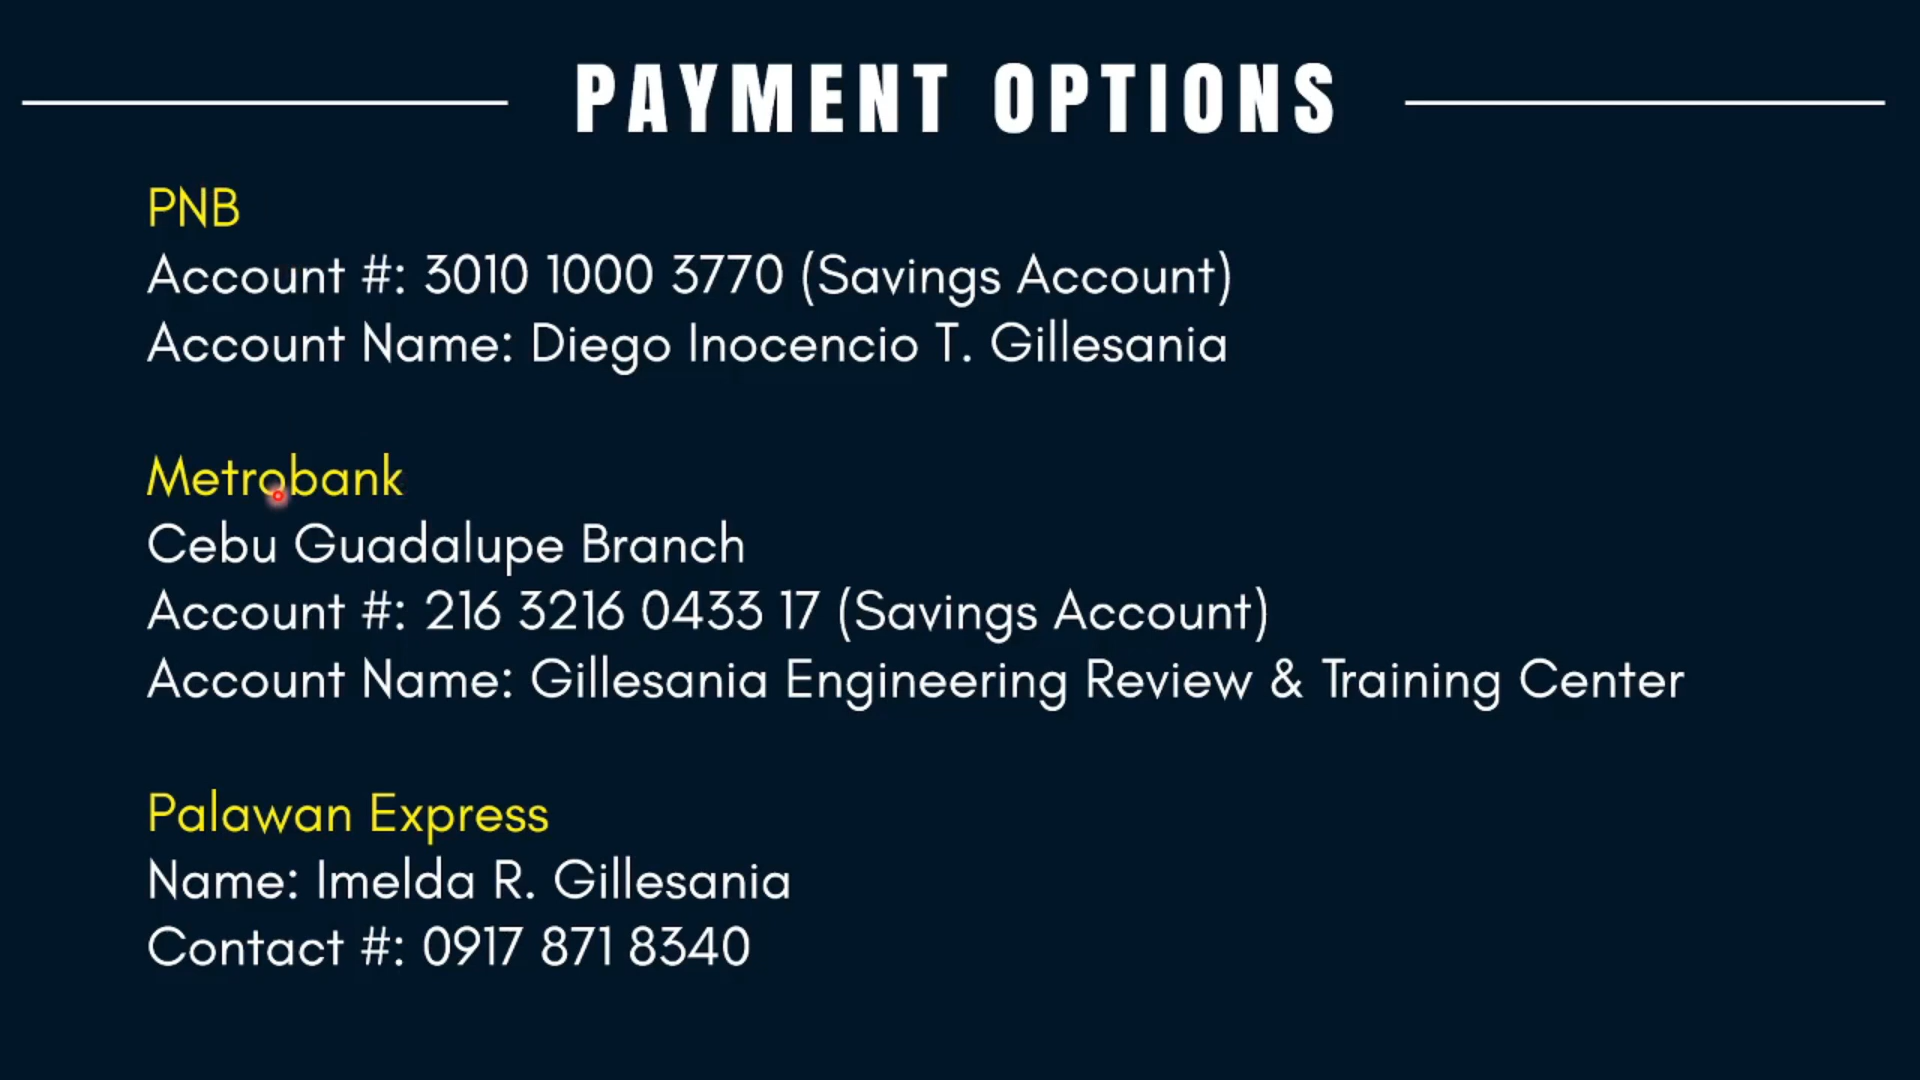 PAYMENT OPTIONS
PNB
Account #: 3010 1000 3770 (Savings Account)
Account Name: Diego Inocencio T. Gillesania
Metrobank
Cebu Guadalupe Branch
Account #: 216 3216 0433 17 (Savings Account)
Account Name: Gillesania Engineering Review & Training Center
Palawan Express
Name: Imelda R. Gillesania
Contact #: 0917 871 8340